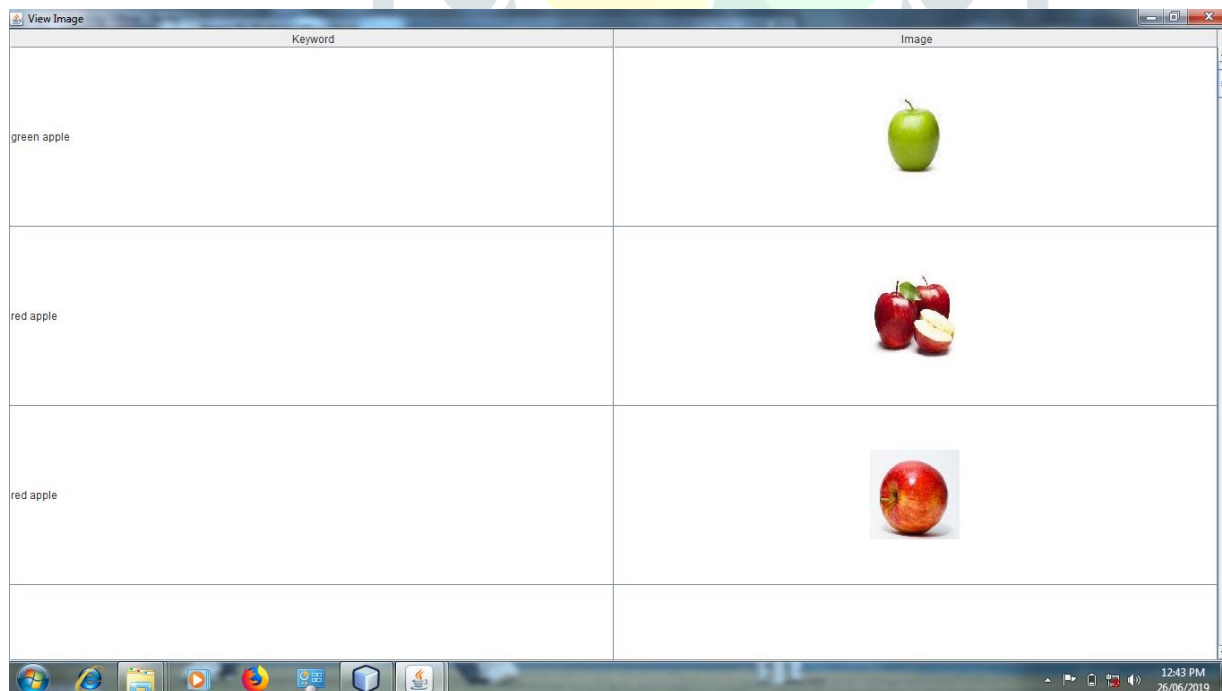 View Image
Keyword Image
green apple
red apple
red apple
12:43 PM
26/06/2019